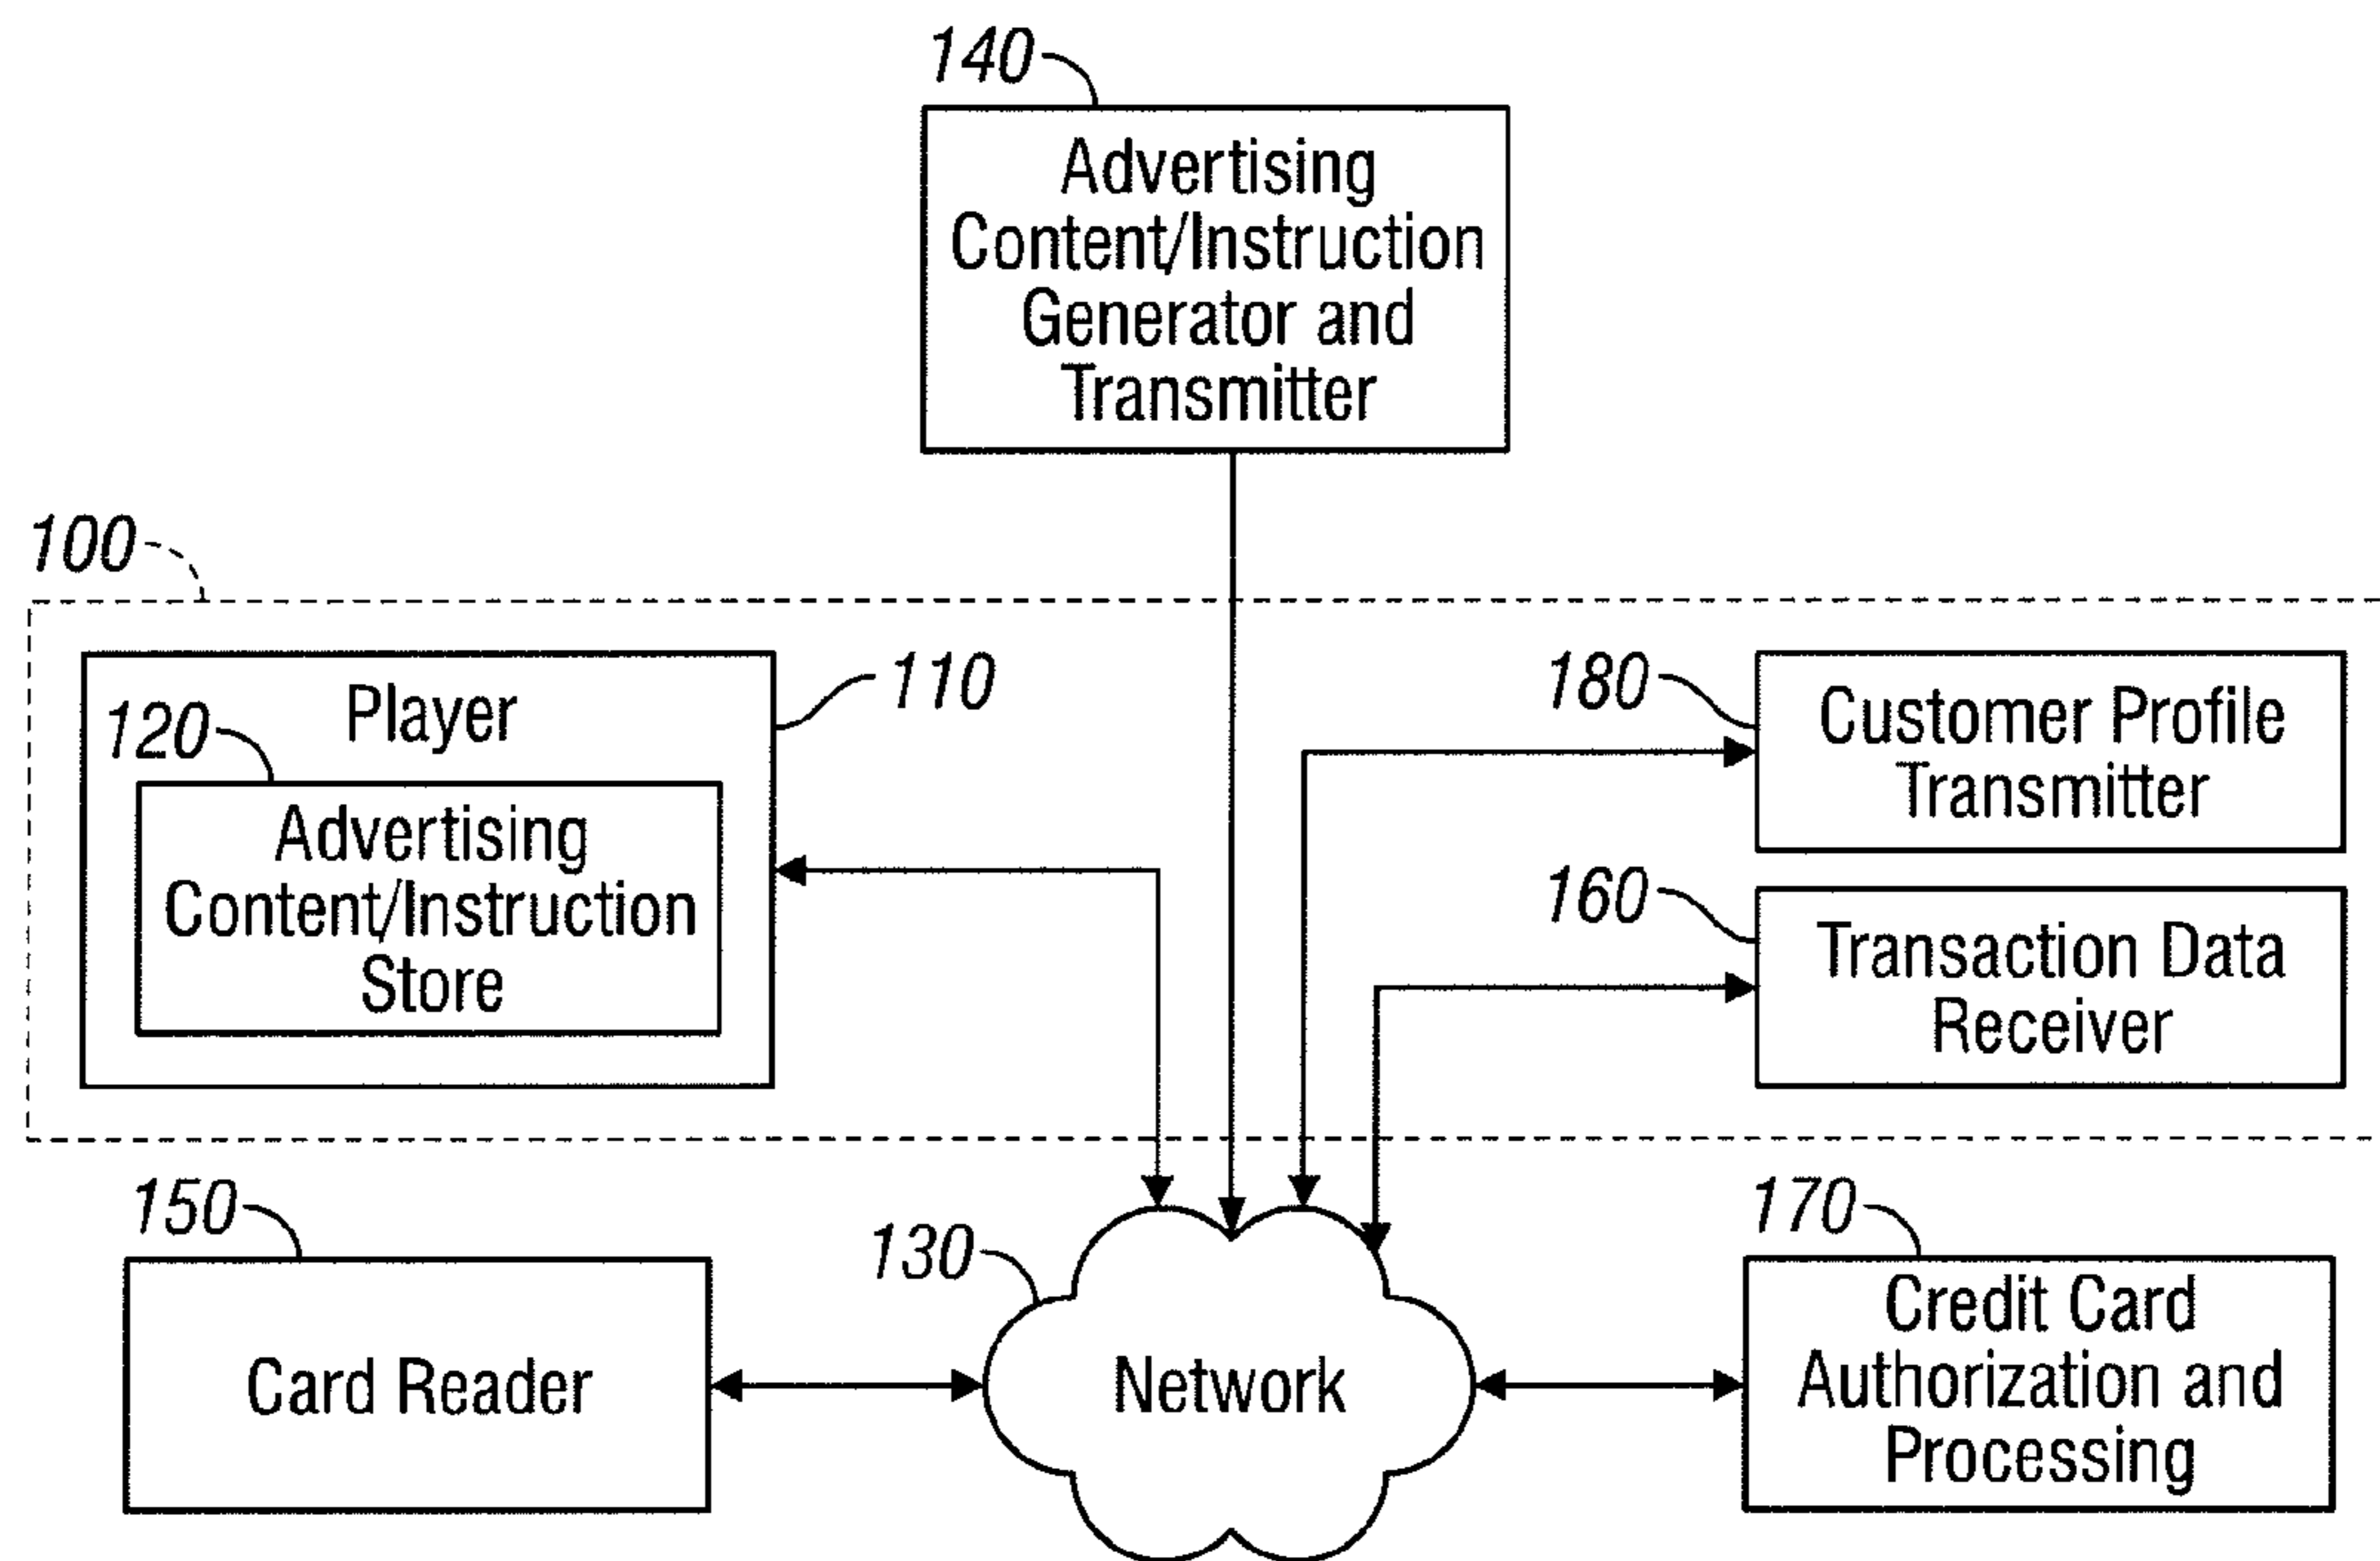 140
Advertising
Content/Instruction
Generator and
Transmitter
100
110
180
Player
120
Advertising
Content/Instruction
Store
Customer Profile
Transmitter
160
Transaction Data
Receiver
150
Card Reader
130
Network
170
Credit Card
Authorization and
Processing